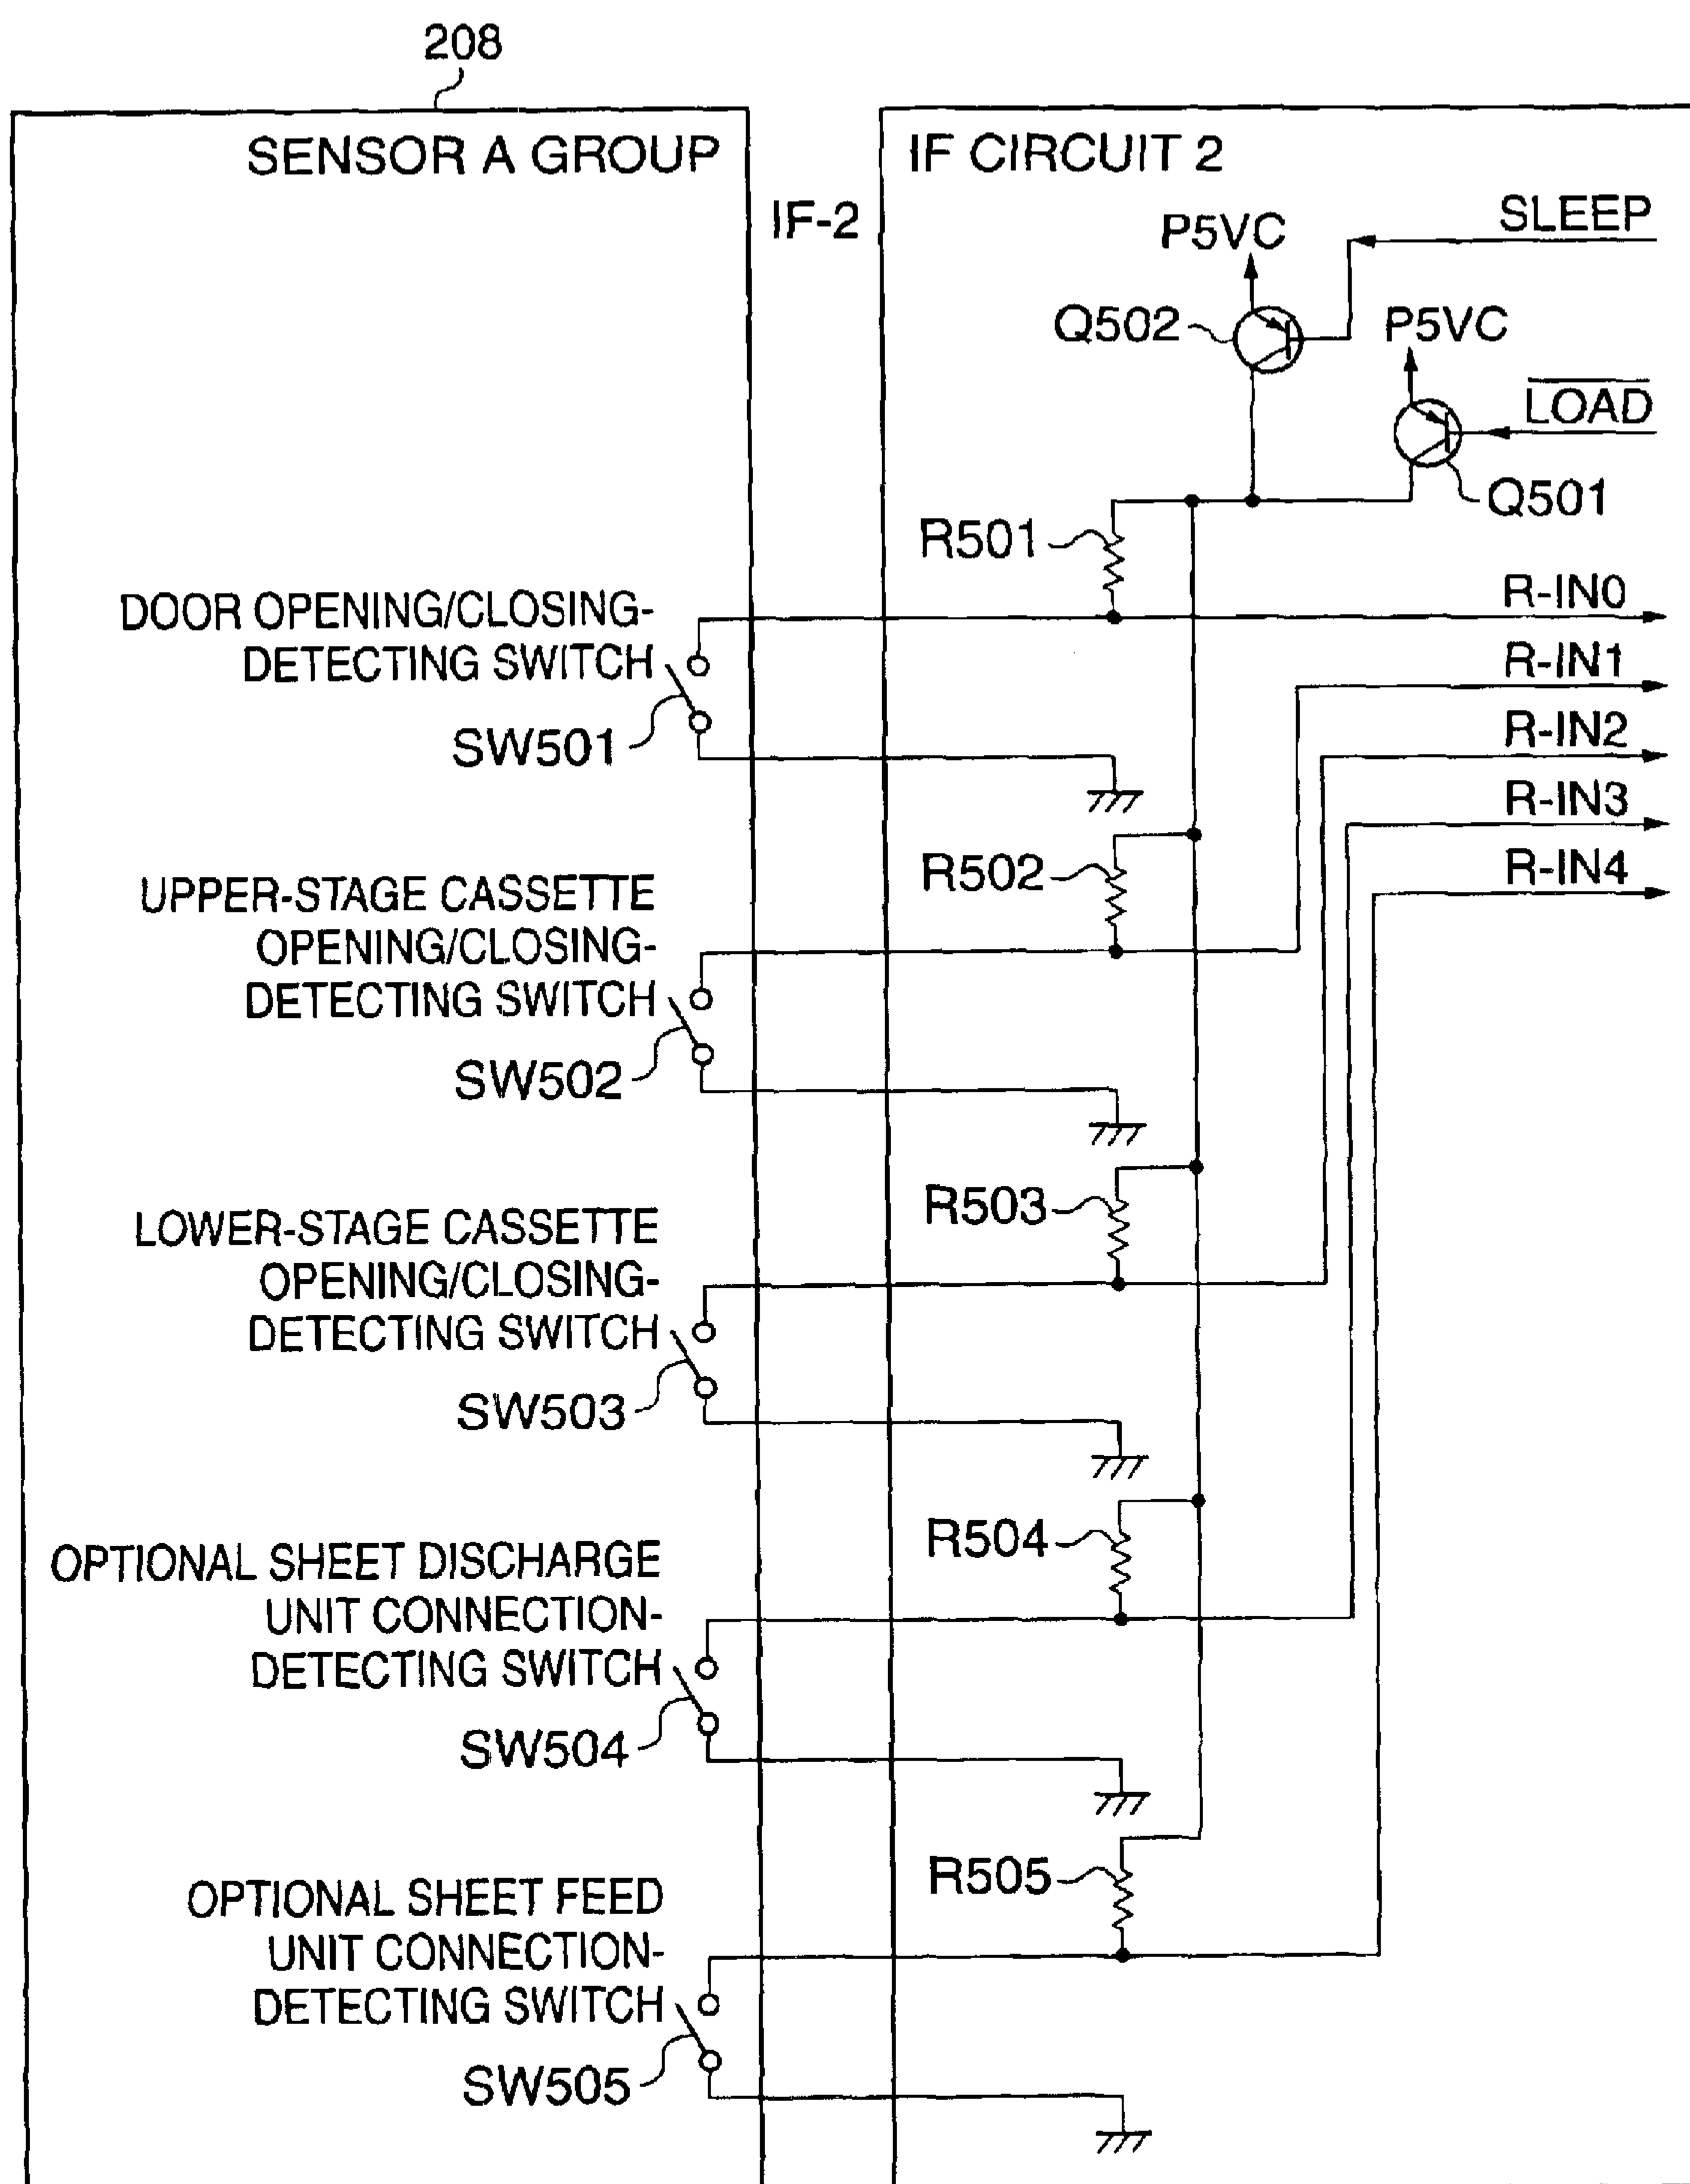 208
SENSOR A GROUP
IF-2
IF CIRCUIT 2
P5VC
SLEEP
Q502
P5VC
LOAD
Q501
R501
R-IN0
R-IN1
R-IN2
R-IN3
R-IN4
DOOR OPENING/CLOSING-
DETECTING SWITCH
SW501
R502
UPPER-STAGE CASSETTE
OPENING/CLOSING-
DETECTING SWITCH
SW502
R503
LOWER-STAGE CASSETTE
OPENING/CLOSING-
DETECTING SWITCH
SW503
R504
OPTIONAL SHEET DISCHARGE
UNIT CONNECTION-
DETECTING SWITCH
SW504
R505
OPTIONAL SHEET FEED
UNIT CONNECTION-
DETECTING SWITCH
SW505